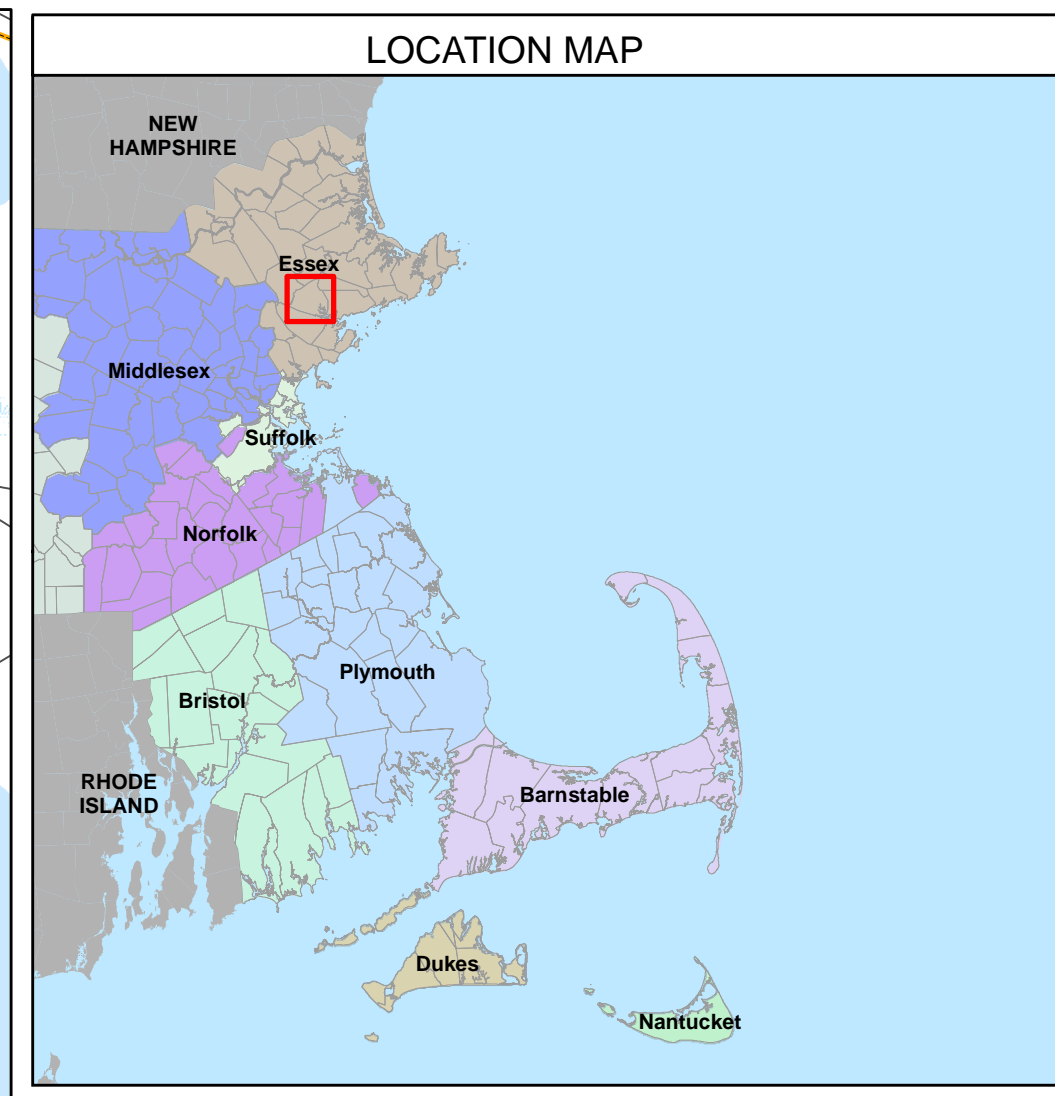 LOCATION MAP
NEW
HAMPSHIRE
Essex
Middlesex
Suffolk
Norfolk
Plymouth
Bristol
RHODE
ISLAND
Barnstable
Dukes
Nantucket